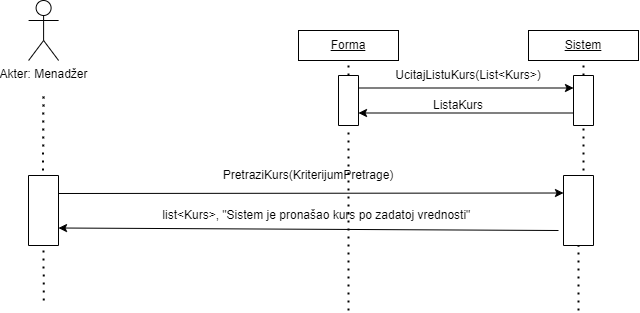 Forma
Sistem
Akter: Menadžer
UcitajListuKurs(List<Kurs>)
ListaKurs
PretraziKurs(KriterijumPretrage)
list<Kurs>, "Sistem je pronašao kurs po zadatoj vrednosti"